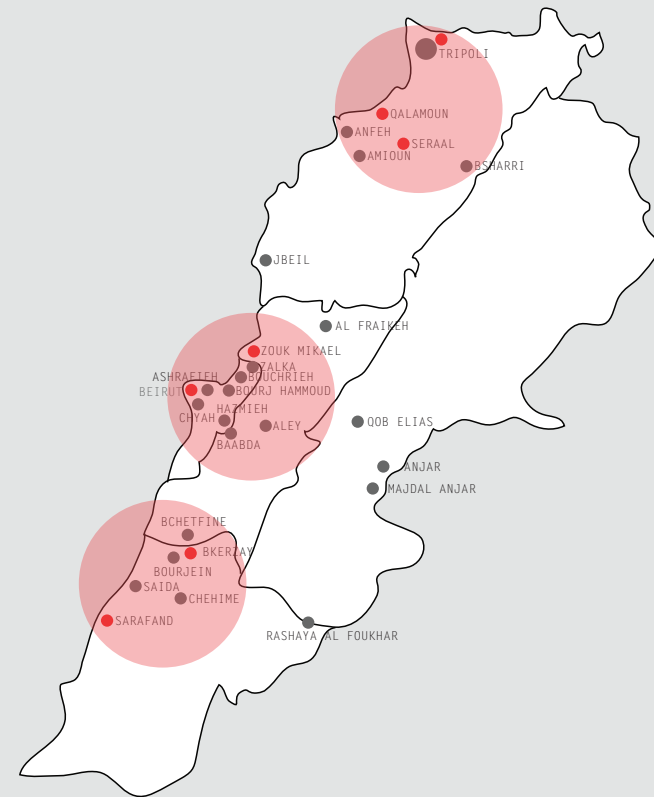 TRIPOLI
QALAMOUN
ANFEH
SERAAL
AMIOUN
BSHARRI
JBEIL
AL FRAIKEH
ZOUK MIKAEL
ZALKA
ASHRAFIEH
BOUCHRIEH
BEIRUT
BOURJ HAMMOUD
HAZMIEH
CHYAH
ALEY
QOB ELIAS
BAABDA
ANJAR
MAJDAL ANJAR
BCHETFINE
BKERZAY
BOURJEIN
SAIDA
CHEHIME
SARAFAND
RASHAYA AL FOUKHAR